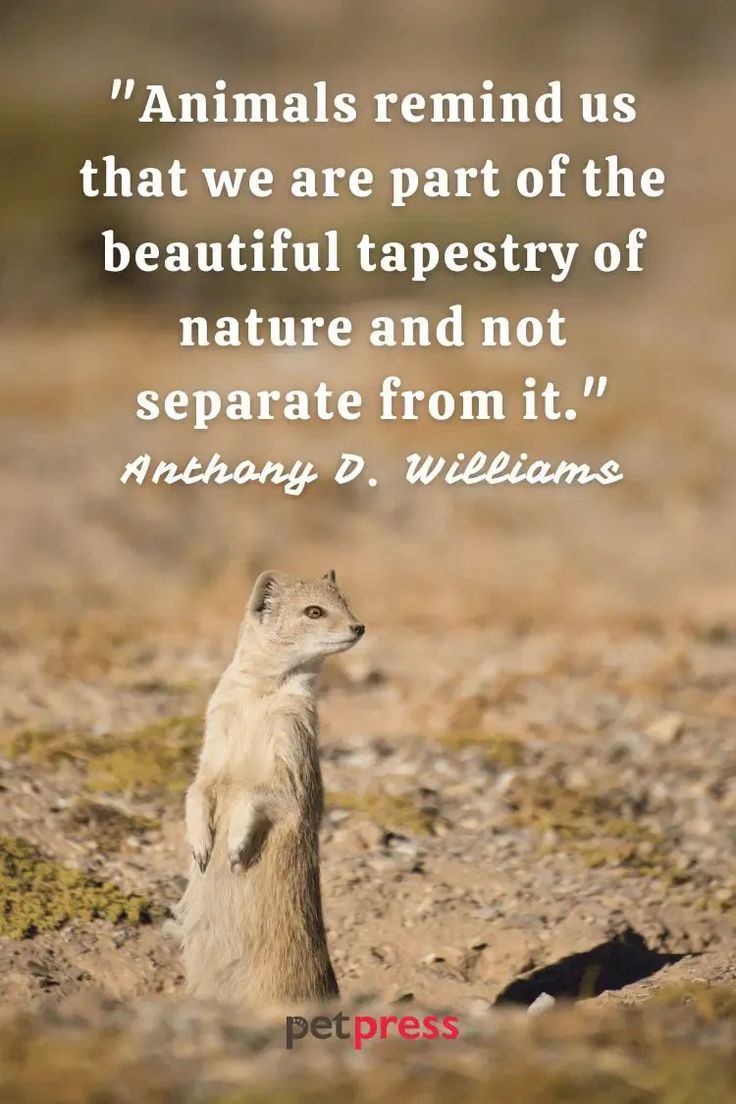 "Animals remind us
that we are part of the
beautiful tapestry of
nature and not
separate from it."
Anthony D. Williams
petpress